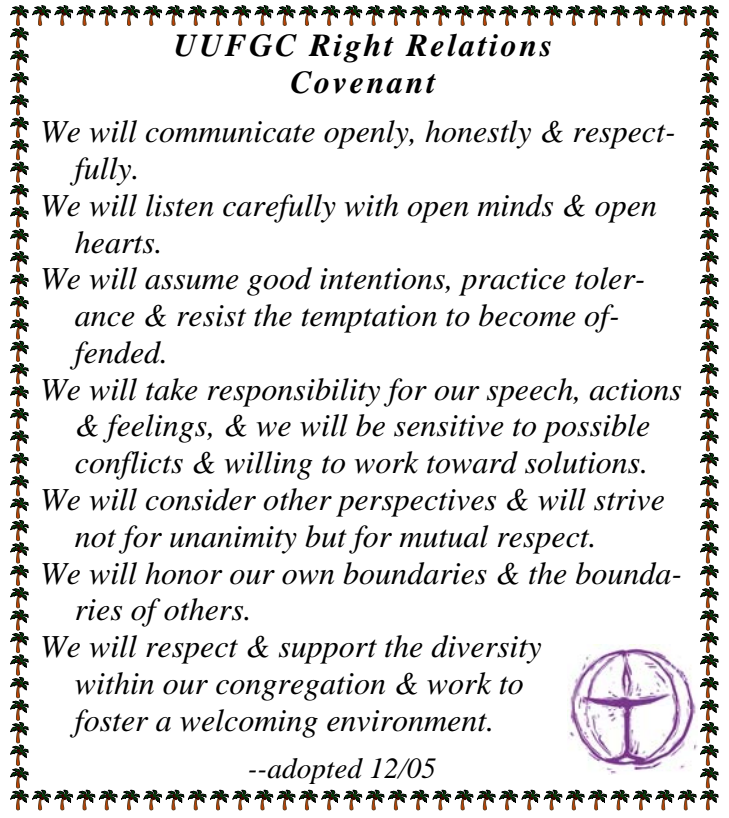 UUFGC Right Relations
Covenant
We will communicate openly, honestly & respect-
fully.
We will listen carefully with open minds & open
hearts.
We will assume good intentions, practice toler-
ance & resist the temptation to become of-
fended.
We will take responsibility for our speech, actions
& feelings, & we will be sensitive to possible
conflicts & willing to work toward solutions.
We will consider other perspectives & will strive
not for unanimity but for mutual respect.
We will honor our own boundaries & the bounda-
ries of others.
We will respect & support the diversity
within our congregation & work to
foster a welcoming environment.
--adopted 12/05